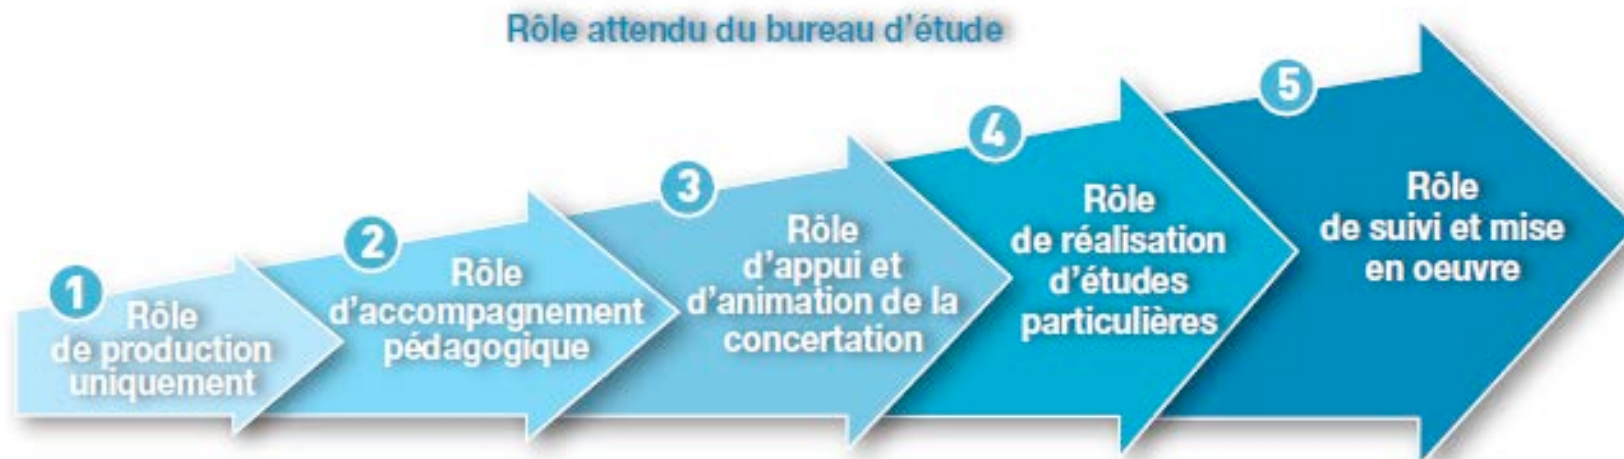 Rôle attendu du bureau d'étude
1
Rôle
de production
uniquement
2
Rôle
d'accompagnement
pédagogique
3
Rôle
d'appui et
d'animation de la
concertation
4
Rôle
de réalisation
d'études
particulières
5
Rôle
de suivi et mise
en oeuvre